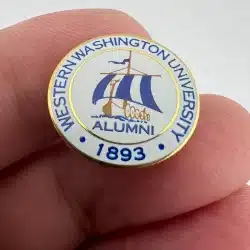 WESTERN WASHINGTON UNIVERSITY
ALUMNI
• 1893 •